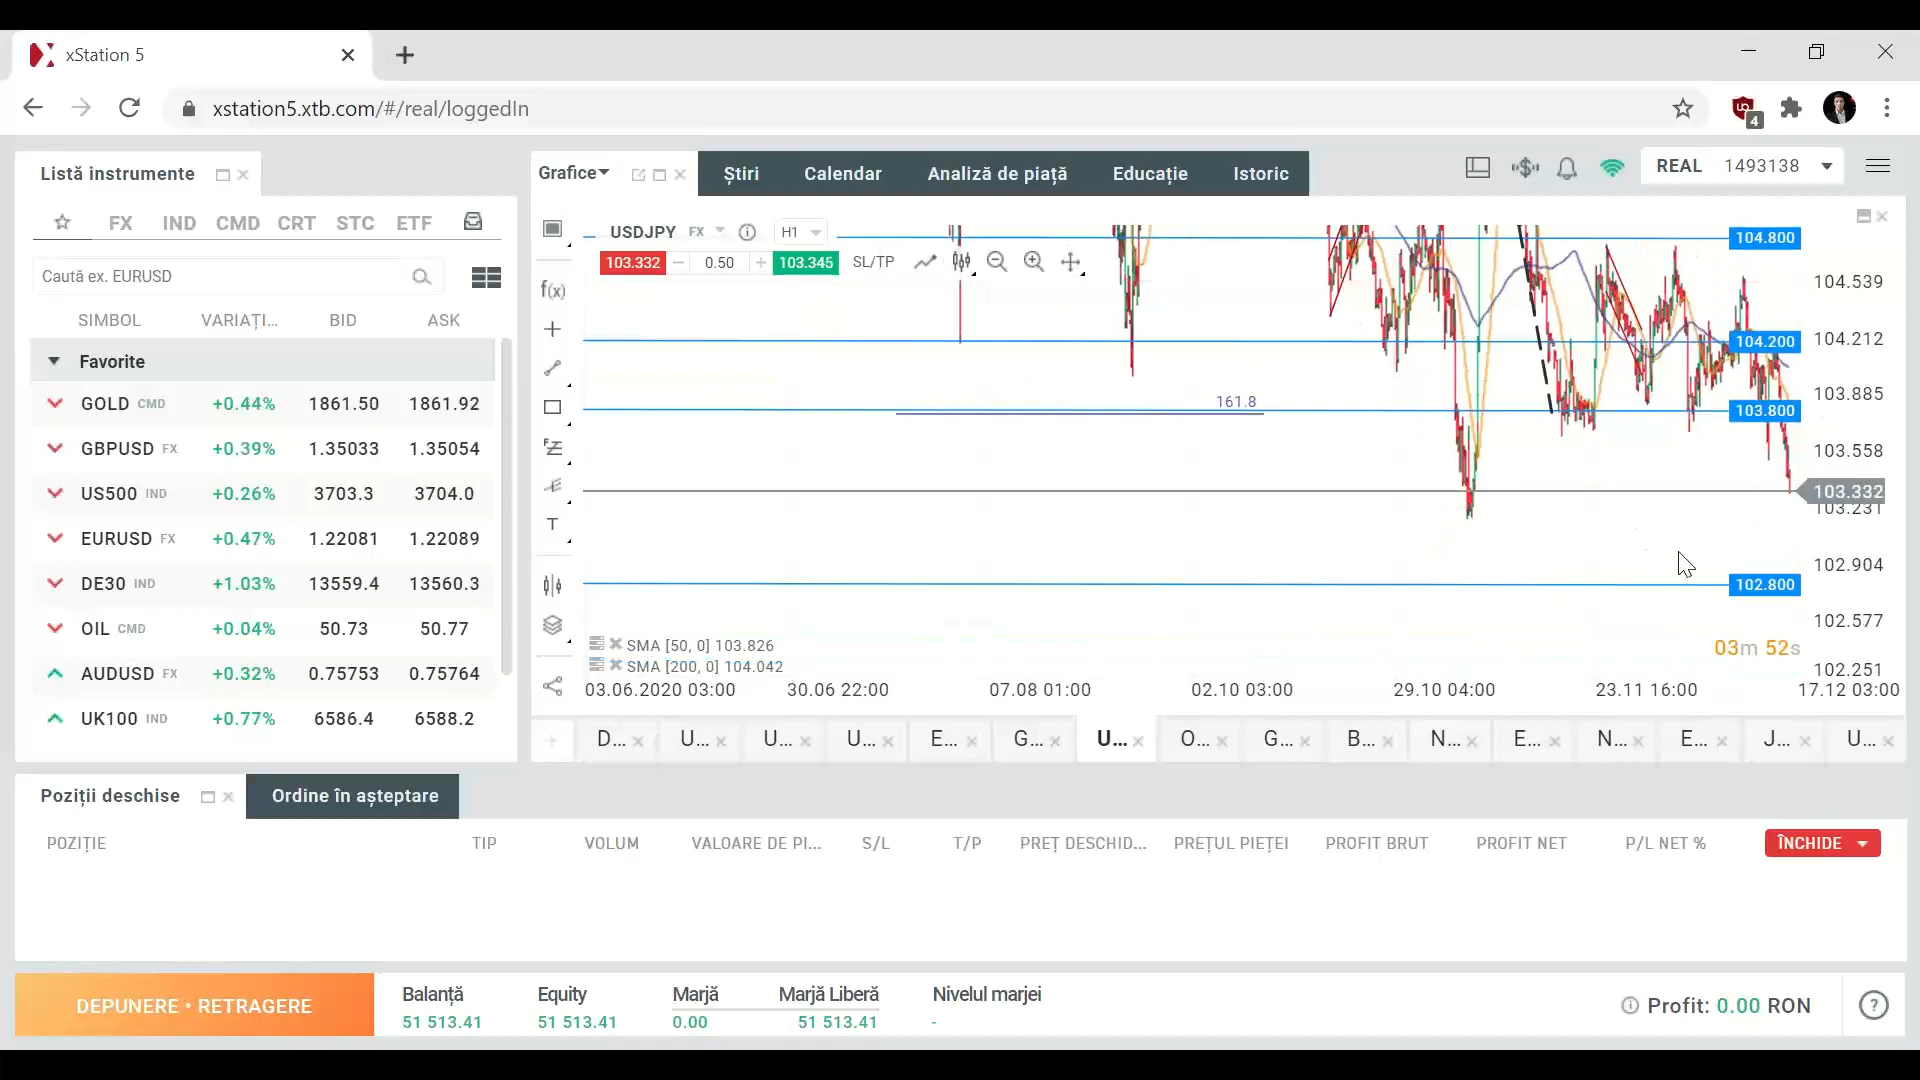 xStation 5
xstation5.xtb.com/#/real/loggedIn
4
Listă instrumente
FX IND CMD CRT STC ETF
Caută ex. EURUSD
SIMBOL VARIAȚI... BID ASK
Favorite
GOLD CMD +0.44% 1861.50 1861.92
GBPUSD FX +0.39% 1.35033 1.35054
US500 IND +0.26% 3703.3 3704.0
EURUSD FX +0.47% 1.22081 1.22089
DE30 IND +1.03% 13559.4 13560.3
OIL CMD +0.04% 50.73 50.77
AUDUSD FX +0.32% 0.75753 0.75764
UK100 IND +0.77% 6586.4 6588.2
Grafice Știri Calendar Analiză de piață Educație Istoric
REAL 1493138
USDJPY FX H1
103.332 0.50 103.345 SL/TP
f(x)
T
161.8
104.800
104.539
104.212
104.200
103.885
103.800
103.558
103.332
103.231
102.904
102.800
102.577
102.251
03m 52s
SMA [50, 0] 103.826
SMA [200, 0] 104.042
03.06.2020 03:00 30.06 22:00 07.08 01:00 02.10 03:00 29.10 04:00 23.11 16:00 17.12 03:00
D... U... U... U... E... G... U... O... G... B... N... E... N... E... J... U...
Poziții deschise Ordine în așteptare
POZIȚIE TIP VOLUM VALOARE DE PI... S/L T/P PREȚ DESCHID... PREȚUL PIEȚEI PROFIT BRUT PROFIT NET P/L NET % ÎNCHIDE
DEPUNERE • RETRAGERE
Balanță Equity Marjă Marjă Liberă Nivelul marjei
51 513.41 51 513.41 0.00 51 513.41 -
Profit: 0.00 RON